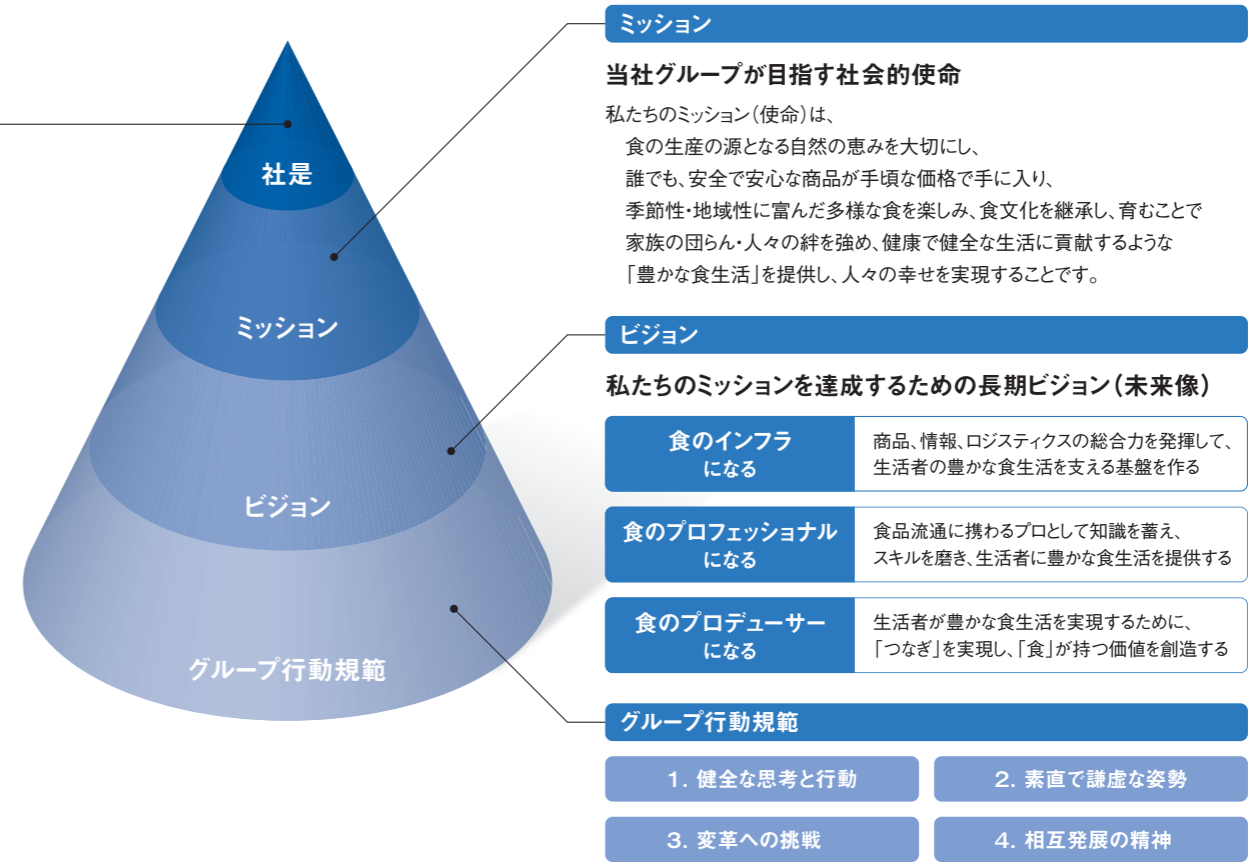 社是
ミッション
ビジョン
グループ行動規範
ミッション
当社グループが目指す社会的使命
私たちのミッション（使命）は、
食の生産の源となる自然の恵みを大切にし、
誰でも、安全で安心な商品が手頃な価格で手に入り、
季節性・地域性に富んだ多様な食を楽しみ、食文化を継承し、育むことで
家族の団らん・人々の絆を強め、健康で健全な生活に貢献するような
「豊かな食生活」を提供し、人々の幸せを実現することです。
ビジョン
私たちのミッションを達成するための長期ビジョン（未来像）
食のインフラ
になる
商品、情報、ロジスティクスの総合力を発揮して、
生活者の豊かな食生活を支える基盤を作る
食のプロフェッショナル
になる
食品流通に携わるプロとして知識を蓄え、
スキルを磨き、生活者に豊かな食生活を提供する
食のプロデューサー
になる
生活者が豊かな食生活を実現するために、
「つなぎ」を実現し、「食」が持つ価値を創造する
グループ行動規範
1. 健全な思考と行動
2. 素直で謙虚な姿勢
3. 変革への挑戦
4. 相互発展の精神